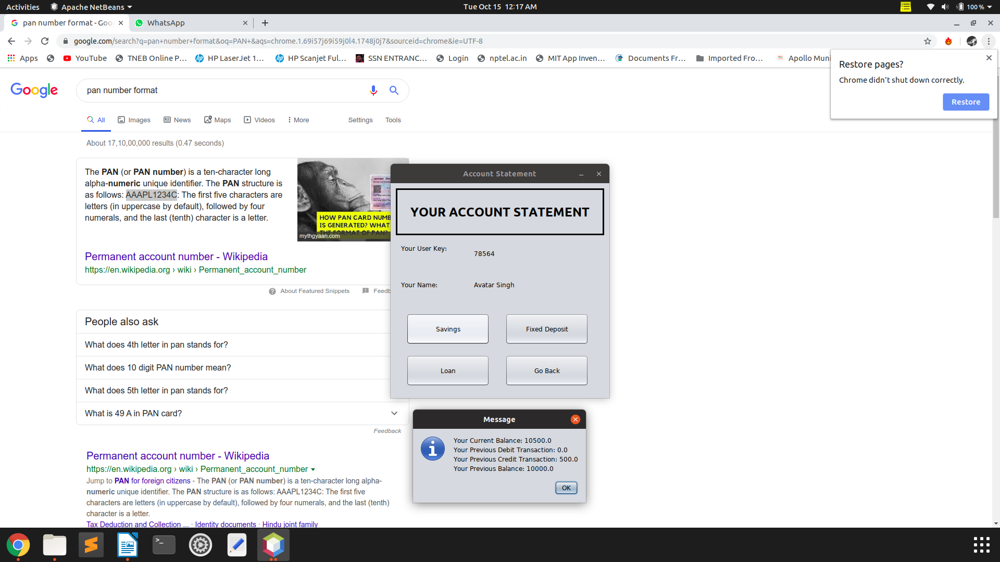 Activities Apache NetBeans Tue Oct 15 12:17 AM 100 %
pan number format - Goo WhatsApp
google.com/search?q=pan+number+format&oq=PAN+&aqs=chrome.1.69i57j69i59j0l4.1748j0j7&sourceid=chrome&ie=UTF-8
Apps YouTube TNEB Online P... HP LaserJet 1... HP Scanjet Ful... SSN ENTRANC... Login nptel.ac.in MIT App Inven... Documents Fr... Imported Fro... Apollo Muni
Restore pages?
Chrome didn't shut down correctly.
Restore
Google
pan number format
All Images News Maps Videos More Settings Tools
About 17,10,00,000 results (0.47 seconds)
The PAN (or PAN number) is a ten-character long
alpha-numeric unique identifier. The PAN structure is
as follows: AAAPL1234C: The first five characters are
letters (in uppercase by default), followed by four
numerals, and the last (tenth) character is a letter.
HOW PAN CARD NUMB
IS GENERATED? WHAT
THE FORMAT OF PAN?
mythgyaan.com
Permanent account number - Wikipedia
https://en.wikipedia.org › wiki › Permanent_account_number
About Featured Snippets Feedb
People also ask
What does 4th letter in pan stands for?
What does 10 digit PAN number mean?
What does 5th letter in pan stands for?
What is 49 A in PAN card?
Feedback
Permanent account number - Wikipedia
https://en.wikipedia.org › wiki › Permanent_account_number
Jump to PAN for foreign citizens - The PAN (or PAN number) is a ten-character long alpha-
numeric unique identifier. The PAN structure is as follows: AAAPL1234C: The first five
characters are letters (in uppercase by default), followed by four numerals, and the last (tenth)
character is a letter.
Tax Deduction and Collection ... · Identity documents · Hindu joint family
Account Statement
YOUR ACCOUNT STATEMENT
Your User Key: 78564
Your Name: Avatar Singh
Savings Fixed Deposit
Loan Go Back
Message
Your Current Balance: 10500.0
Your Previous Debit Transaction: 0.0
Your Previous Credit Transaction: 500.0
Your Previous Balance: 10000.0
OK